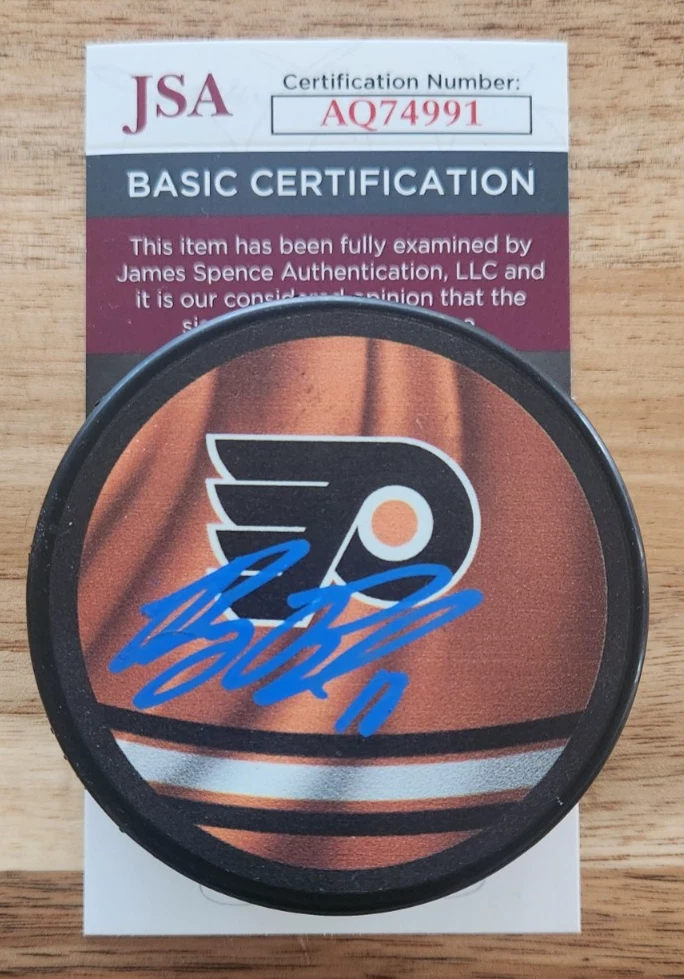 JSA
Certification Number:
AQ74991
BASIC CERTIFICATION
This item has been fully examined by
James Spence Authentication, LLC and
it is our considered opinion that the